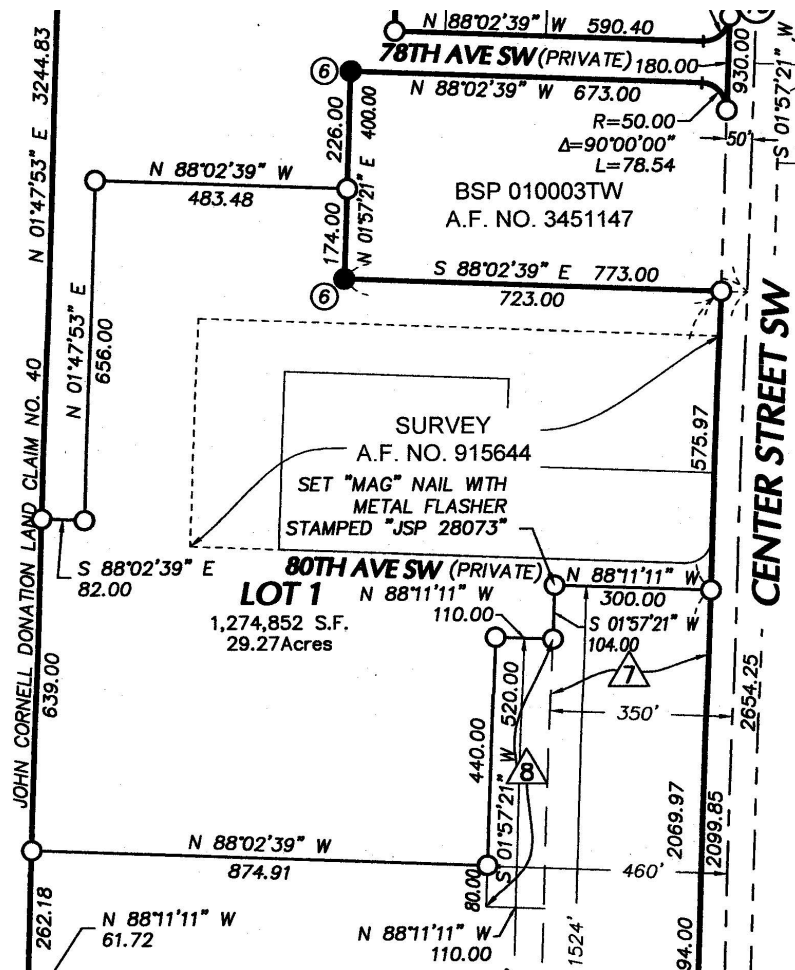 N 88°02'39" W 590.40
78TH AVE SW (PRIVATE) 180.00
N 88°02'39" W 673.00
930.00
S 01°57'21" W
R=50.00
Δ=90°00'00"
L=78.54
50'
6
226.00
N 01°57'21" E 400.00
174.00
6
BSP 010003TW
A.F. NO. 3451147
N 01°47'53" E 3244.83
N 88°02'39" W
483.48
S 88°02'39" E 773.00
723.00
N 01°47'53" E
656.00
CENTER STREET SW
575.97
SURVEY
A.F. NO. 915644
SET "MAG" NAIL WITH
METAL FLASHER
STAMPED "JSP 28073"
JOHN CORNELL DONATION LAND CLAIM NO. 40
S 88°02'39" E
82.00
80TH AVE SW (PRIVATE)
LOT 1
1,274,852 S.F.
29.27Acres
N 88°11'11" W
300.00
N 88°11'11" W
110.00
S 01°57'21" W
104.00
7
350'
2654.25
639.00
520.00
440.00
S 01°57'21" W
8
2069.97
2099.85
N 88°02'39" W
874.91
460'
80.00
262.18
N 88°11'11" W
61.72
N 88°11'11" W
110.00
1524'
94.00